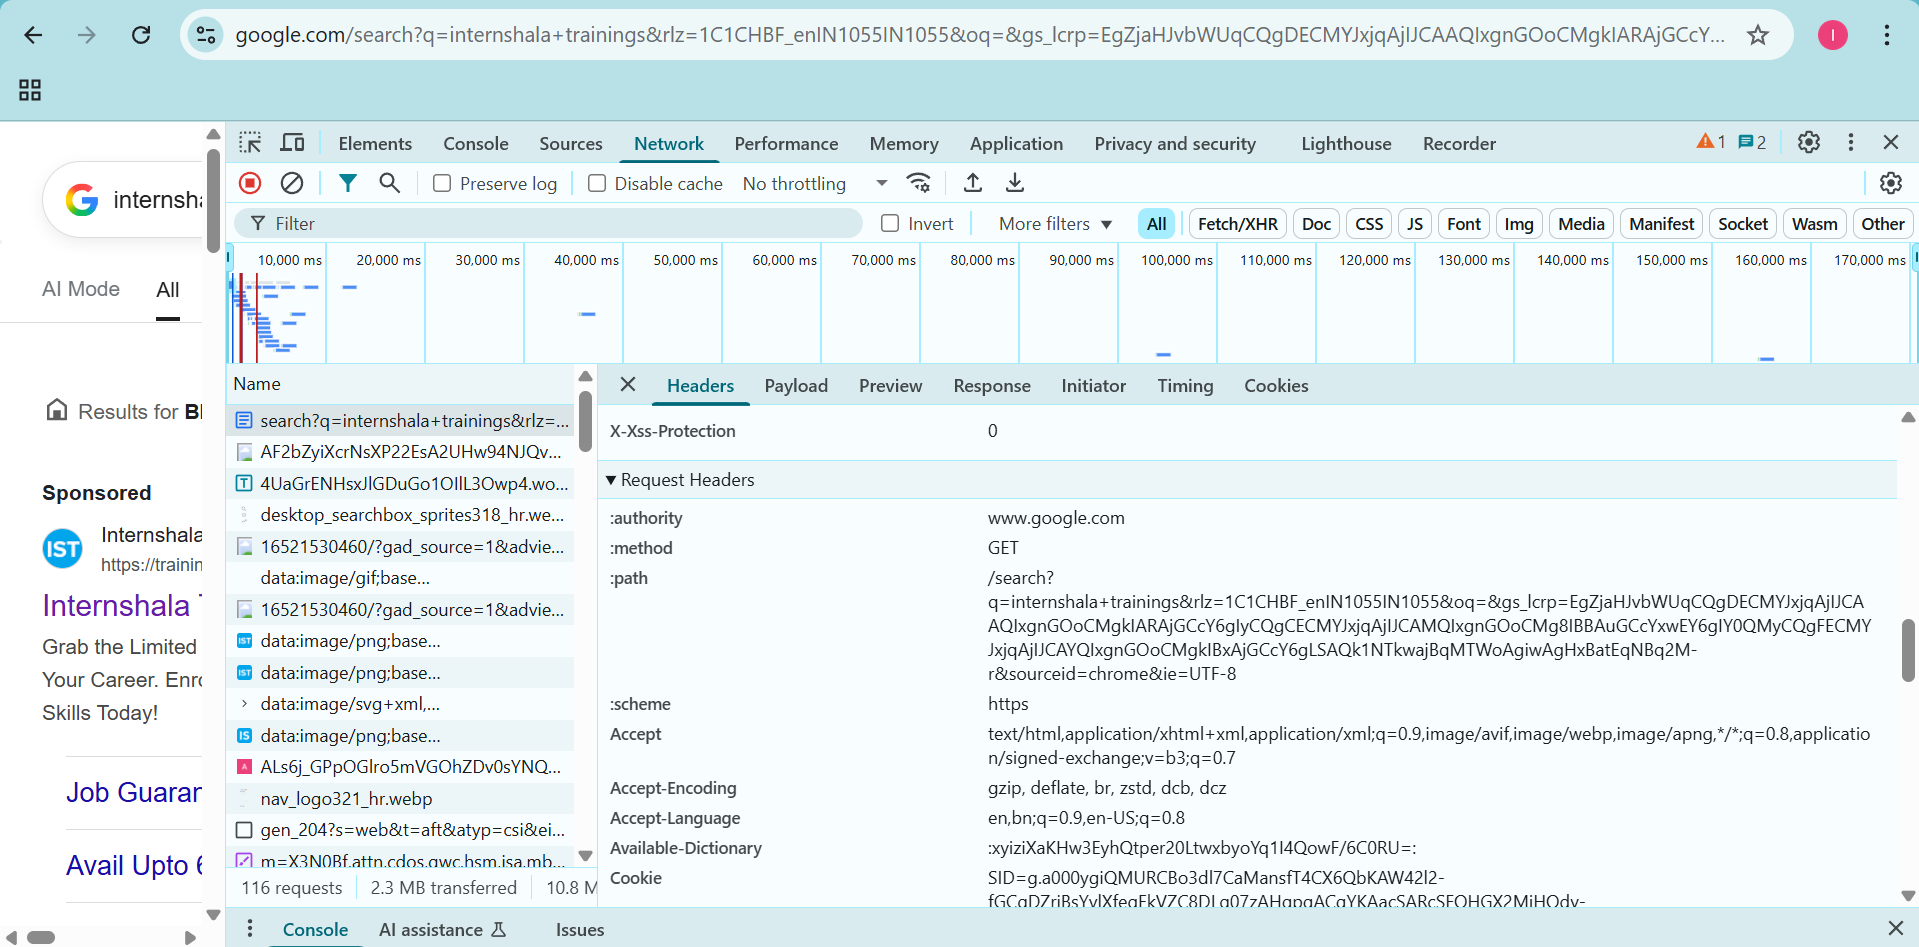 google.com/search?q=internshala+trainings&rlz=1C1CHBF_enIN1055IN1055&oq=&gs_lcrp=EgZjaHJvbWUqCQgDECMYJxjqAjIJCAAQIxgnGOoCMgkIARAjGCcY...
I
Elements Console Sources Network Performance Memory Application Privacy and security Lighthouse Recorder 1 2
Preserve log Disable cache No throttling
Filter Invert More filters All Fetch/XHR Doc CSS JS Font Img Media Manifest Socket Wasm Other
10,000 ms 20,000 ms 30,000 ms 40,000 ms 50,000 ms 60,000 ms 70,000 ms 80,000 ms 90,000 ms 100,000 ms 110,000 ms 120,000 ms 130,000 ms 140,000 ms 150,000 ms 160,000 ms 170,000 ms
internsha
AI Mode All
Results for
Sponsored
IST Internshala
https://trainin
Internshala
Grab the Limited
Your Career. Enro
Skills Today!
Job Guaran
Avail Upto 6
Name
search?q=internshala+trainings&rlz=...
AF2bZyiXcrNsXP22EsA2UHw94NJQv...
4UaGrENHsxJlGDuGo1OIlL3Owp4.wo...
desktop_searchbox_sprites318_hr.we...
16521530460/?gad_source=1&advie...
data:image/gif;base...
16521530460/?gad_source=1&advie...
IST data:image/png;base...
IST data:image/png;base...
data:image/svg+xml,...
IS data:image/png;base...
A ALs6j_GPpOGlro5mVGOhZDv0sYNQ...
nav_logo321_hr.webp
gen_204?s=web&t=aft&atyp=csi&ei...
m=X3N0Bf,attn,cdos,gwc,hsm,jsa,mb...
116 requests 2.3 MB transferred 10.8 M
Headers Payload Preview Response Initiator Timing Cookies
X-Xss-Protection 0
Request Headers
:authority www.google.com
:method GET
:path /search?
q=internshala+trainings&rlz=1C1CHBF_enIN1055IN1055&oq=&gs_lcrp=EgZjaHJvbWUqCQgDECMYJxjqAjIJCA
AQIxgnGOoCMgkIARAjGCcY6gIyCQgCECMYJxjqAjIJCAMQIxgnGOoCMg8IBBAuGCcYxwEY6gIY0QMyCQgFECMY
JxjqAjIJCAYQIxgnGOoCMgkIBxAjGCcY6gLSAQk1NTkwajBqMTWoAgiwAgHxBatEqNBq2M-
r&sourceid=chrome&ie=UTF-8
:scheme https
Accept text/html,application/xhtml+xml,application/xml;q=0.9,image/avif,image/webp,image/apng,*/*;q=0.8,applicatio
n/signed-exchange;v=b3;q=0.7
Accept-Encoding gzip, deflate, br, zstd, dcb, dcz
Accept-Language en,bn;q=0.9,en-US;q=0.8
Available-Dictionary :xyiziXaKHw3EyhQtper20LtwxbyoYq1I4QowF/6C0RU=:
Cookie SID=g.a000ygiQMURCBo3dl7CaMansfT4CX6QbKAW42l2-
Console AI assistance Issues